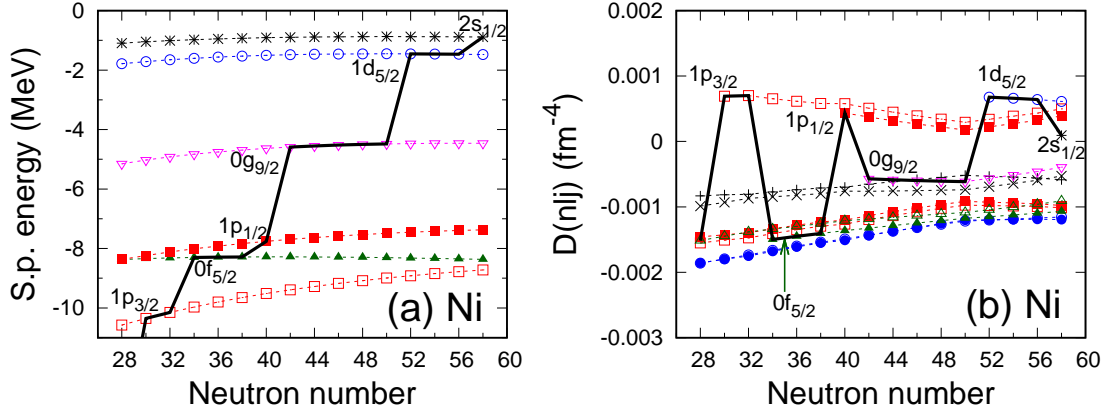 0
-2
-4
-6
-8
-10
28
32
36
40
44
48
52
56
60
S.p. energy (MeV)
Neutron number
2s1/2
1d5/2
0g9/2
1p1/2
0f5/2
1p3/2
(a) Ni
0.002
0.001
0
-0.001
-0.002
-0.003
28
32
36
40
44
48
52
56
60
D(nlj) (fm-4)
Neutron number
1p3/2
1d5/2
1p1/2
0g9/2
2s1/2
0f5/2
(b) Ni